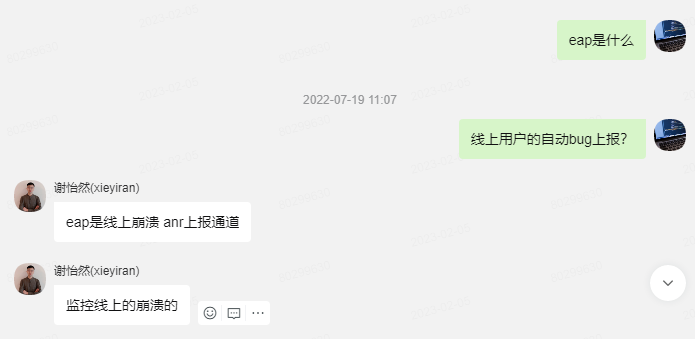 eap是什么
2022-07-19 11:07
线上用户的自动bug上报?
谢怡然(xieyiran)
eap是线上崩溃 anr上报通道
谢怡然(xieyiran)
监控线上的崩溃的